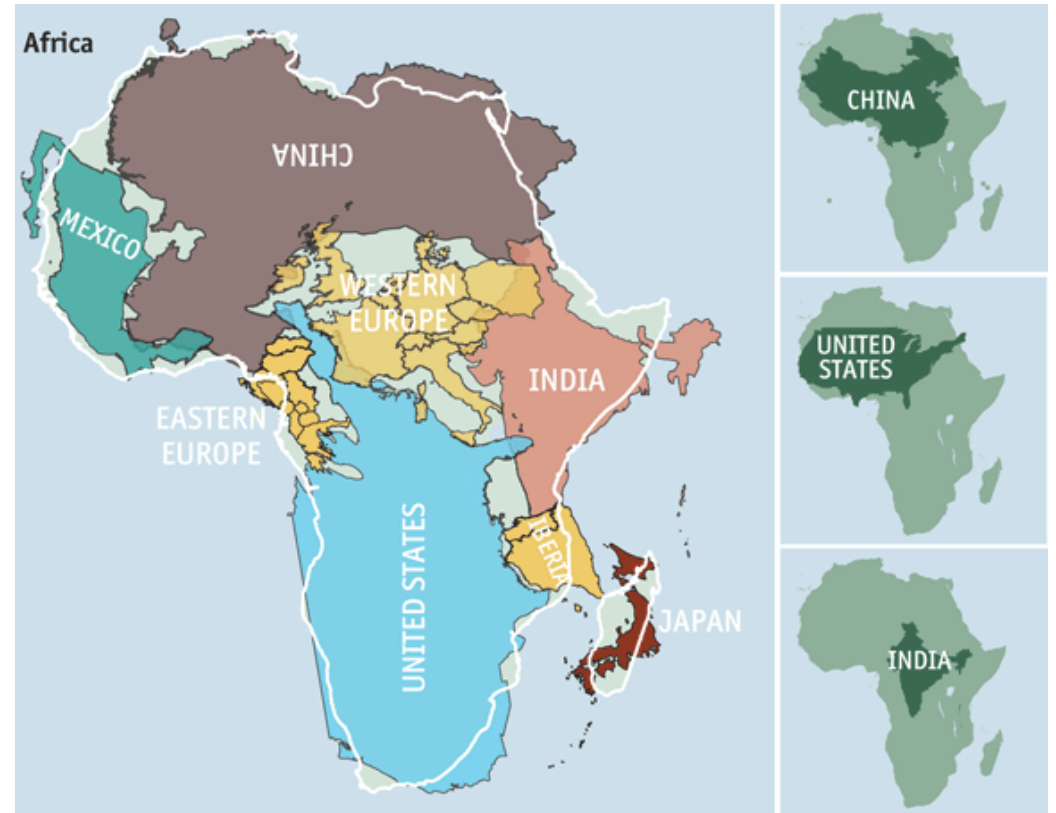 Africa
CHINA
MEXICO
WESTERN
EUROPE
INDIA
EASTERN
EUROPE
UNITED STATES
IBERIA
JAPAN
CHINA
UNITED
STATES
INDIA